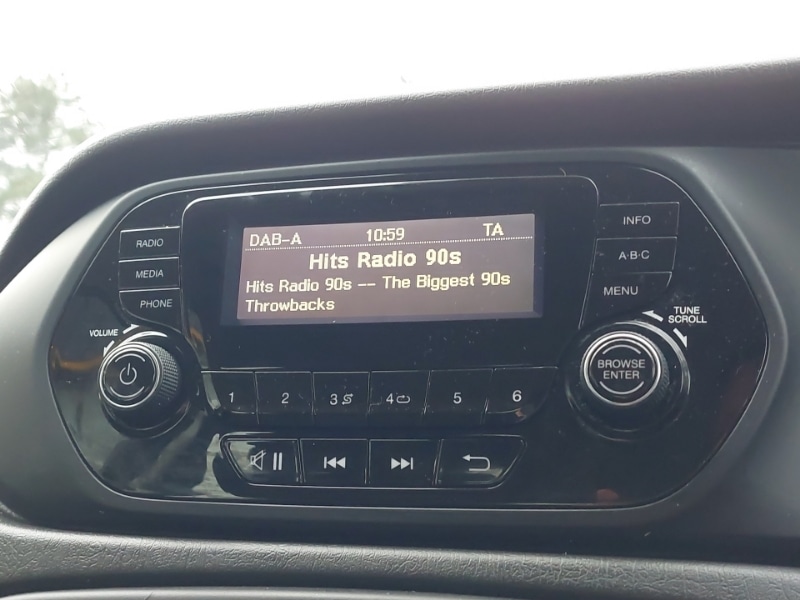 DAB-A 10:59 TA
Hits Radio 90s
Hits Radio 90s -- The Biggest 90s
Throwbacks
RADIO
MEDIA
PHONE
VOLUME
INFO
A·B·C
MENU
TUNE
SCROLL
BROWSE
ENTER
1 2 3 4 5 6